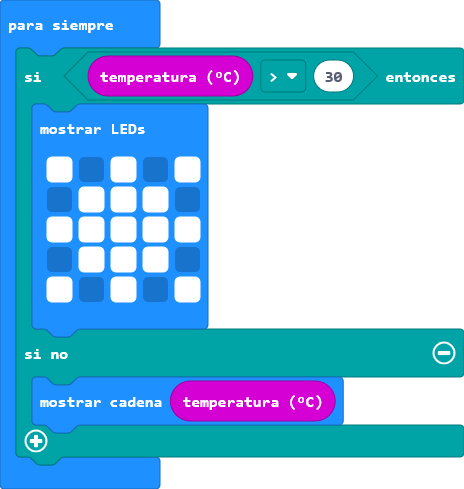 para siempre
si temperatura (ºC) > 30 entonces
mostrar LEDs
si no
mostrar cadena temperatura (ºC)